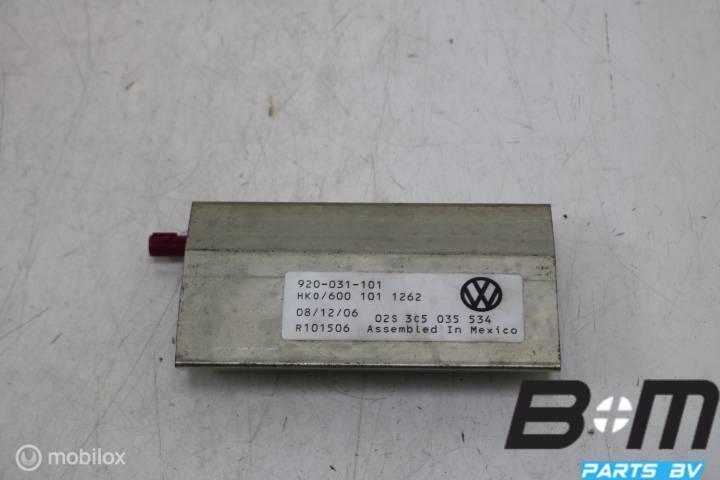 920-031-101
HK0/600 101 1262
08/12/06 02S 3C5 035 534
R101506 Assembled In Mexico
B+M
PARTS BV
mobilox